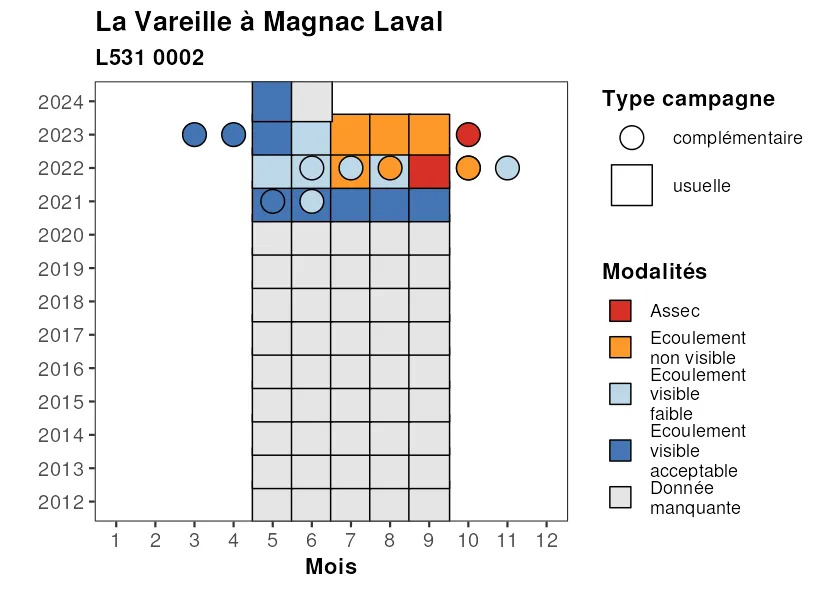 La Vareille à Magnac Laval
L531 0002
2024
2023
2022
2021
2020
2019
2018
2017
2016
2015
2014
2013
2012
1 2 3 4 5 6 7 8 9 10 11 12
Mois
Type campagne
complémentaire
usuelle
Modalités
Assec
Ecoulement
non visible
Ecoulement
visible
faible
Ecoulement
visible
acceptable
Donnée
manquante